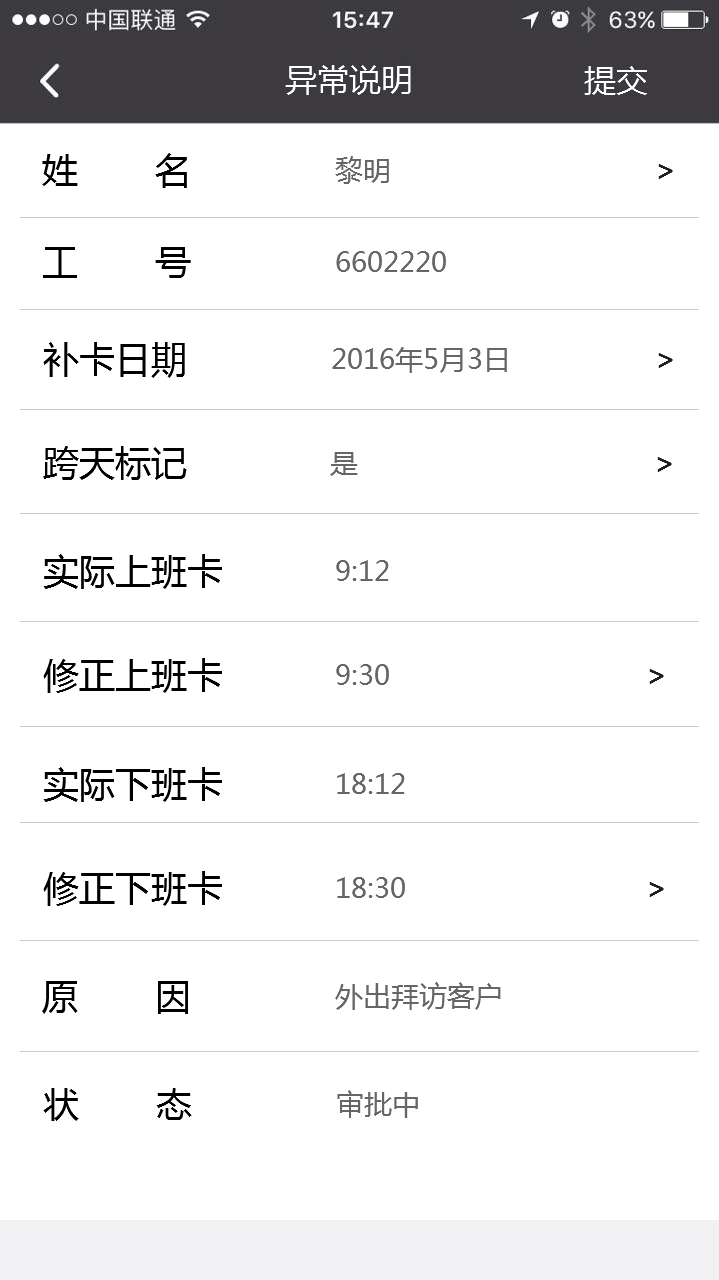 中国联通 15:47 63%
异常说明 提交
姓 名 黎明 >
工 号 6602220
补卡日期 2016年5月3日 >
跨天标记 是 >
实际上班卡 9:12
修正上班卡 9:30 >
实际下班卡 18:12
修正下班卡 18:30 >
原 因 外出拜访客户
状 态 审批中